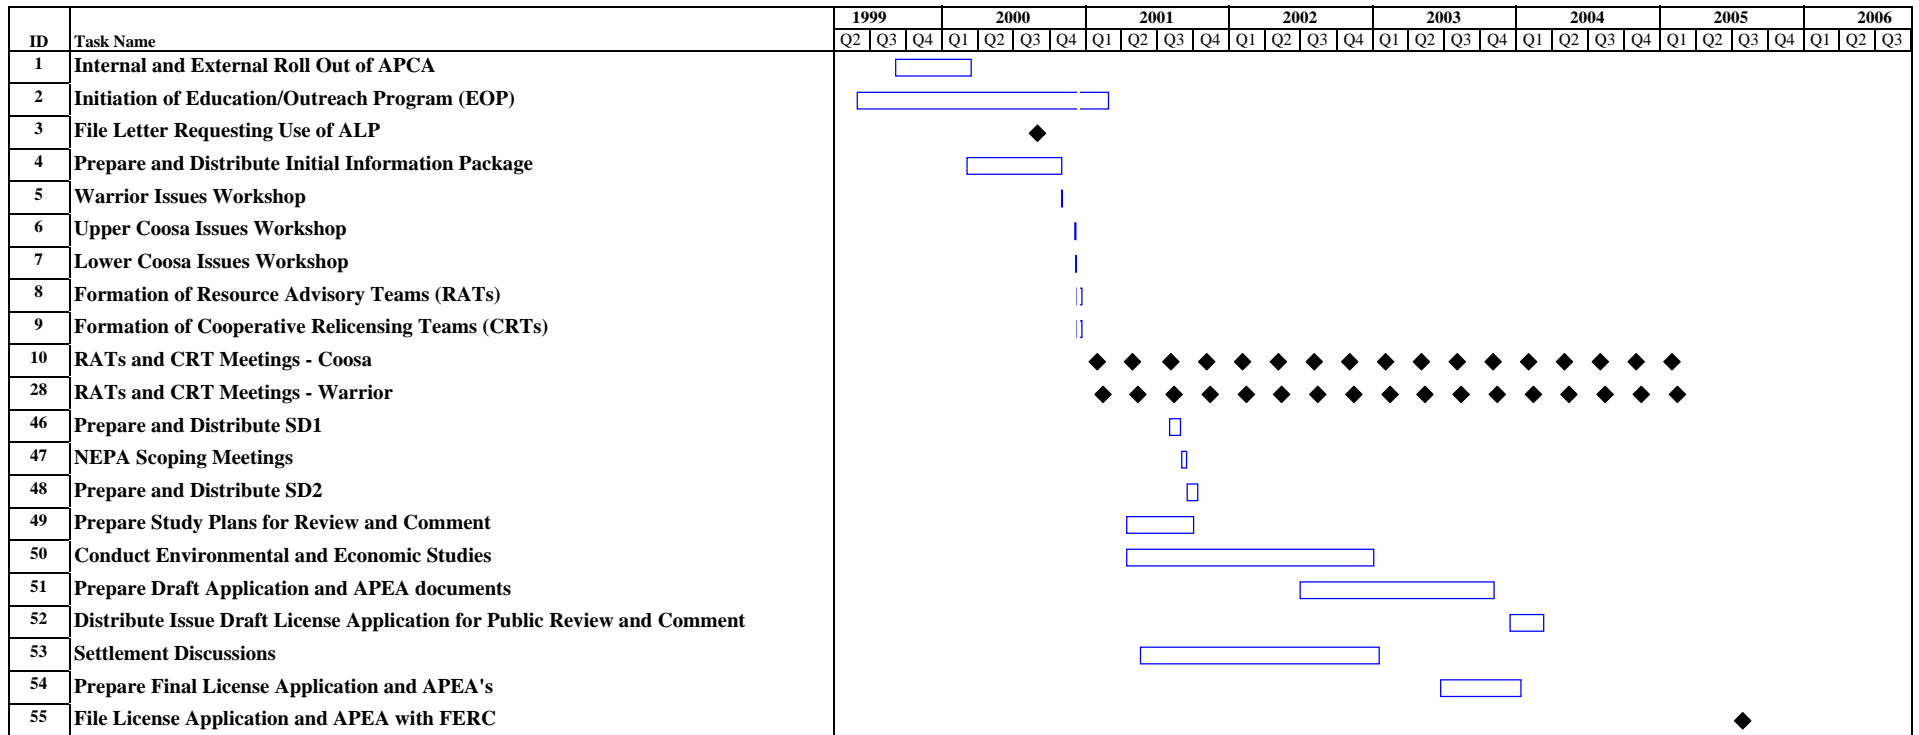 1999 2000 2001 2002 2003 2004 2005 2006
ID Task Name Q2 Q3 Q4 Q1 Q2 Q3 Q4 Q1 Q2 Q3 Q4 Q1 Q2 Q3 Q4 Q1 Q2 Q3 Q4 Q1 Q2 Q3 Q4 Q1 Q2 Q3 Q4 Q1 Q2 Q3
1 Internal and External Roll Out of APCA
2 Initiation of Education/Outreach Program (EOP)
3 File Letter Requesting Use of ALP
4 Prepare and Distribute Initial Information Package
5 Warrior Issues Workshop
6 Upper Coosa Issues Workshop
7 Lower Coosa Issues Workshop
8 Formation of Resource Advisory Teams (RATs)
9 Formation of Cooperative Relicensing Teams (CRTs)
10 RATs and CRT Meetings - Coosa
28 RATs and CRT Meetings - Warrior
46 Prepare and Distribute SD1
47 NEPA Scoping Meetings
48 Prepare and Distribute SD2
49 Prepare Study Plans for Review and Comment
50 Conduct Environmental and Economic Studies
51 Prepare Draft Application and APEA documents
52 Distribute Issue Draft License Application for Public Review and Comment
53 Settlement Discussions
54 Prepare Final License Application and APEA's
55 File License Application and APEA with FERC